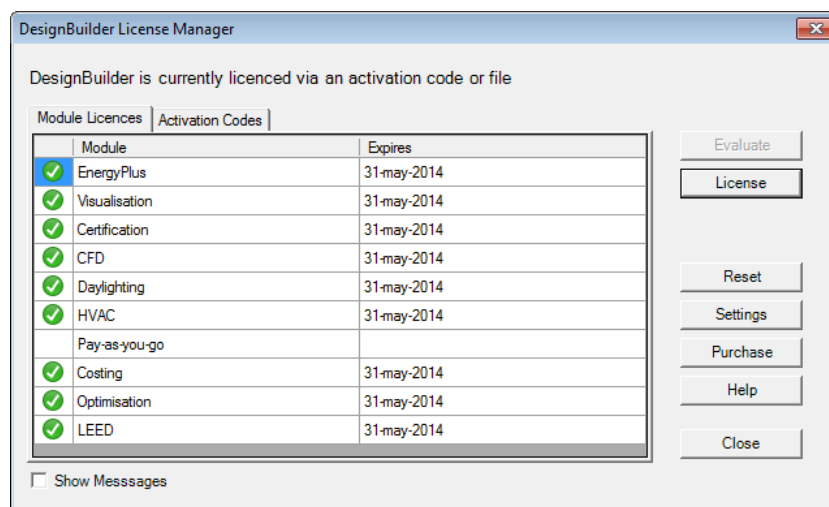 DesignBuilder License Manager
DesignBuilder is currently licenced via an activation code or file
Module Licences Activation Codes
Module Expires
EnergyPlus 31-may-2014
Visualisation 31-may-2014
Certification 31-may-2014
CFD 31-may-2014
Daylighting 31-may-2014
HVAC 31-may-2014
Pay-as-you-go
Costing 31-may-2014
Optimisation 31-may-2014
LEED 31-may-2014
Show Messsages
Evaluate
License
Reset
Settings
Purchase
Help
Close